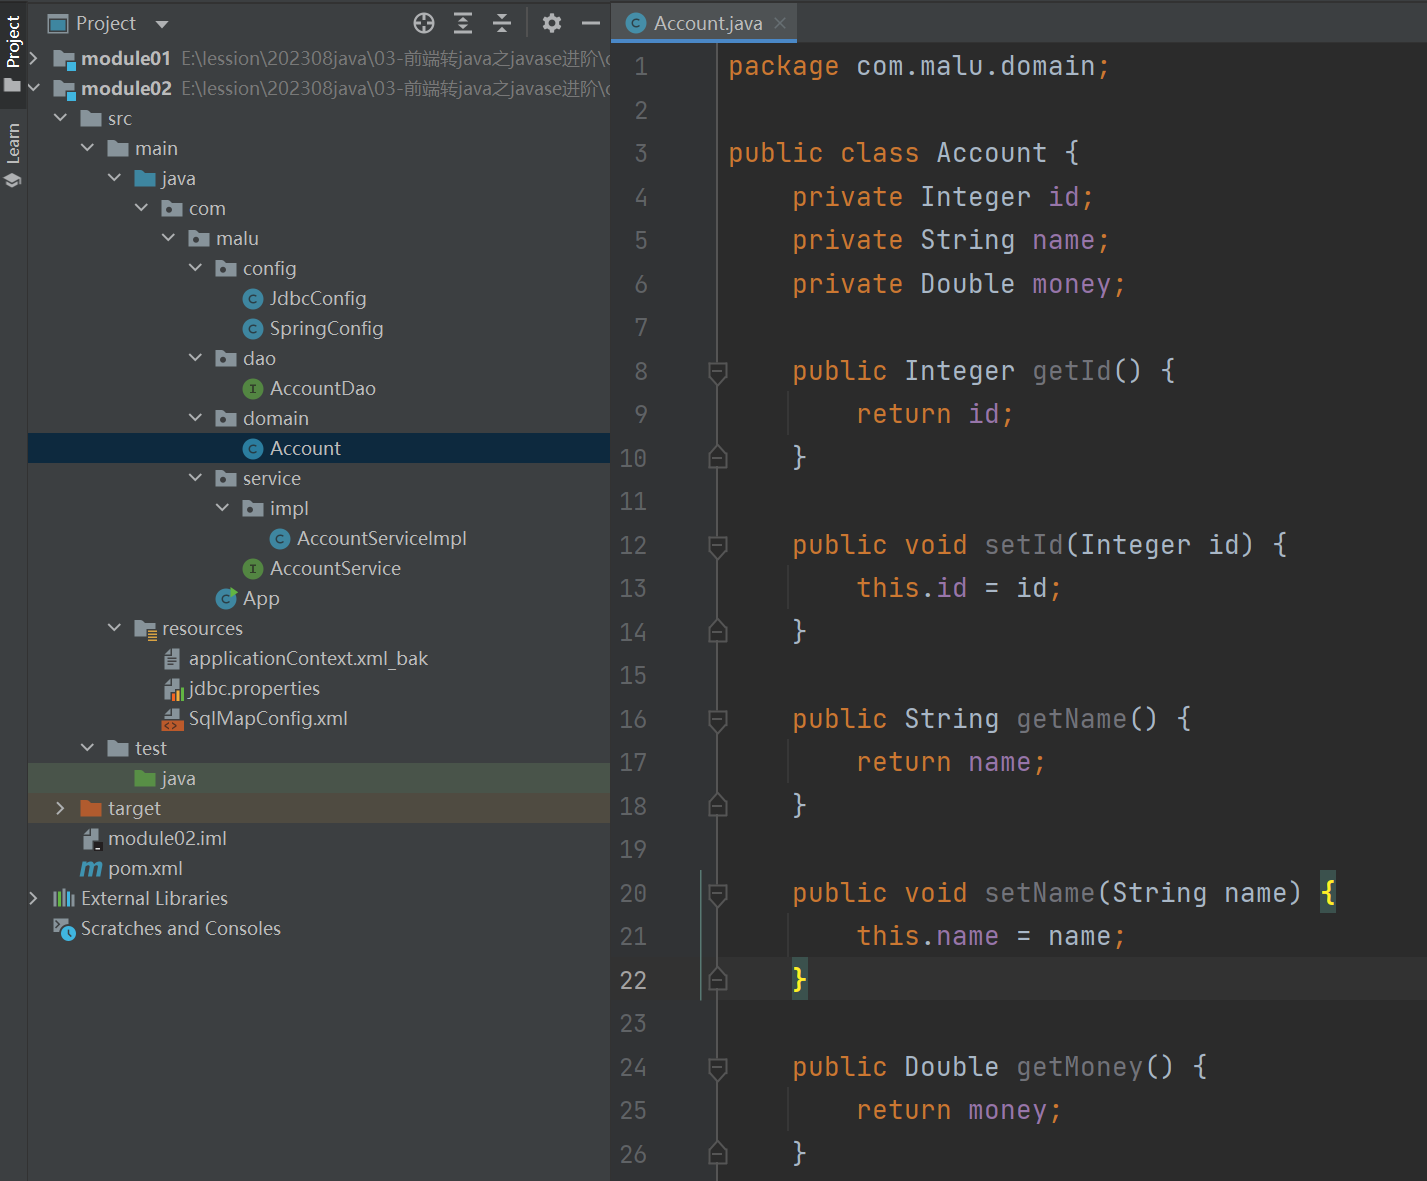 Project
Learn
Project
module01 E:\lession\202308java\03-前端转java之javase进阶\
module02 E:\lession\202308java\03-前端转java之javase进阶\
src
main
java
com
malu
config
JdbcConfig
SpringConfig
dao
AccountDao
domain
Account
service
impl
AccountServiceImpl
AccountService
App
resources
applicationContext.xml_bak
jdbc.properties
SqlMapConfig.xml
test
java
target
module02.iml
pom.xml
External Libraries
Scratches and Consoles
Account.java
1 package com.malu.domain;
2
3 public class Account {
4 private Integer id;
5 private String name;
6 private Double money;
7
8 public Integer getId() {
9 return id;
10 }
11
12 public void setId(Integer id) {
13 this.id = id;
14 }
15
16 public String getName() {
17 return name;
18 }
19
20 public void setName(String name) {
21 this.name = name;
22 }
23
24 public Double getMoney() {
25 return money;
26 }